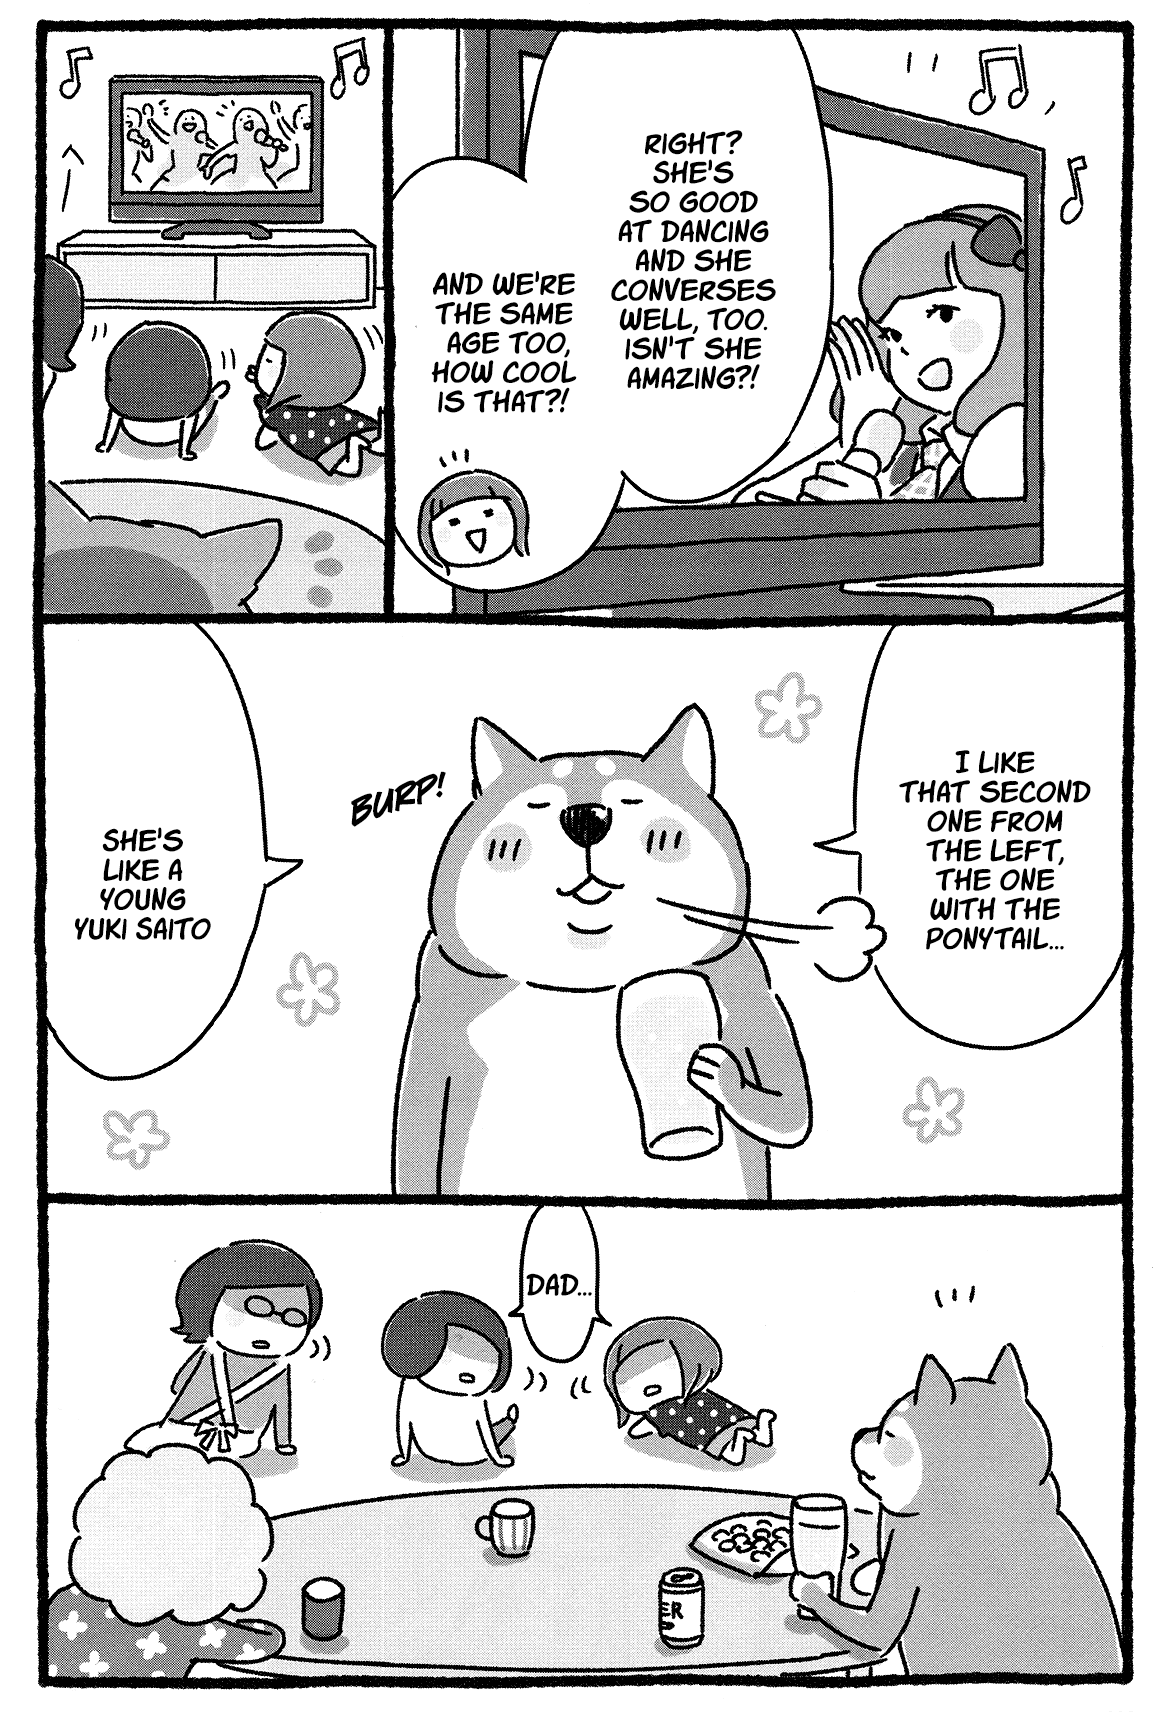 RIGHT?
SHE'S
SO GOOD
AT DANCING
AND SHE
CONVERSES
WELL, TOO.
ISN'T SHE
AMAZING?!
AND WE'RE
THE SAME
AGE TOO,
HOW COOL
IS THAT?!
I LIKE
THAT SECOND
ONE FROM
THE LEFT,
THE ONE
WITH THE
PONYTAIL...
BURP!
SHE'S
LIKE A
YOUNG
YUKI SAITO
DAD...
ER